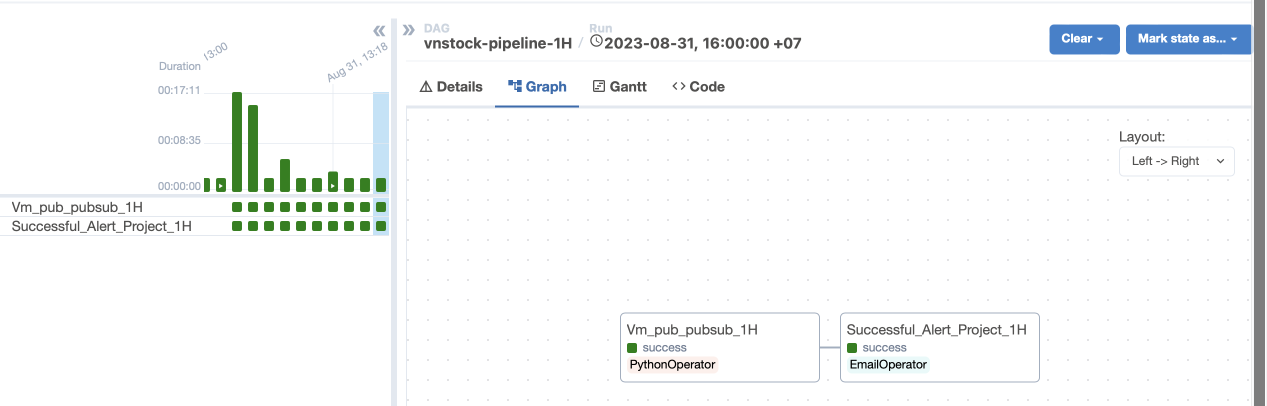 13:00
Aug 31, 13:18
Duration
00:17:11
00:08:35
00:00:00
Vm_pub_pubsub_1H
Successful_Alert_Project_1H
DAG
vnstock-pipeline-1H
/
Run
2023-08-31, 16:00:00 +07
Clear
Mark state as...
Details
Graph
Gantt
Code
Layout:
Left -> Right
Vm_pub_pubsub_1H
success
PythonOperator
Successful_Alert_Project_1H
success
EmailOperator